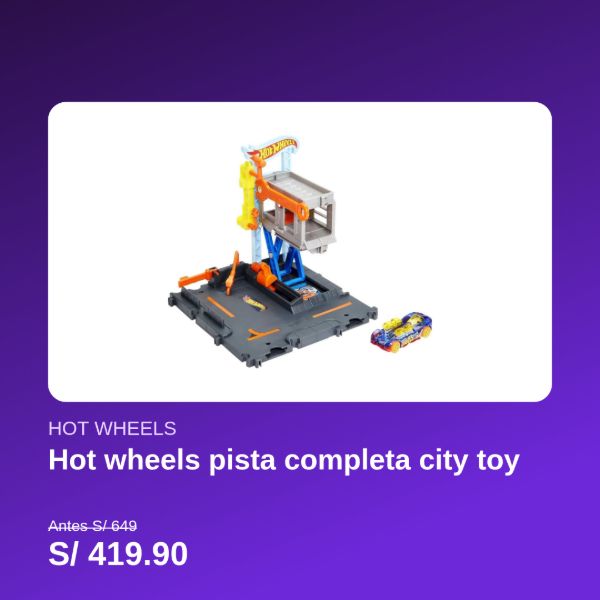 HOT WHEELS
HOT WHEELS
Hot wheels pista completa city toy
Antes S/ 649
S/ 419.90